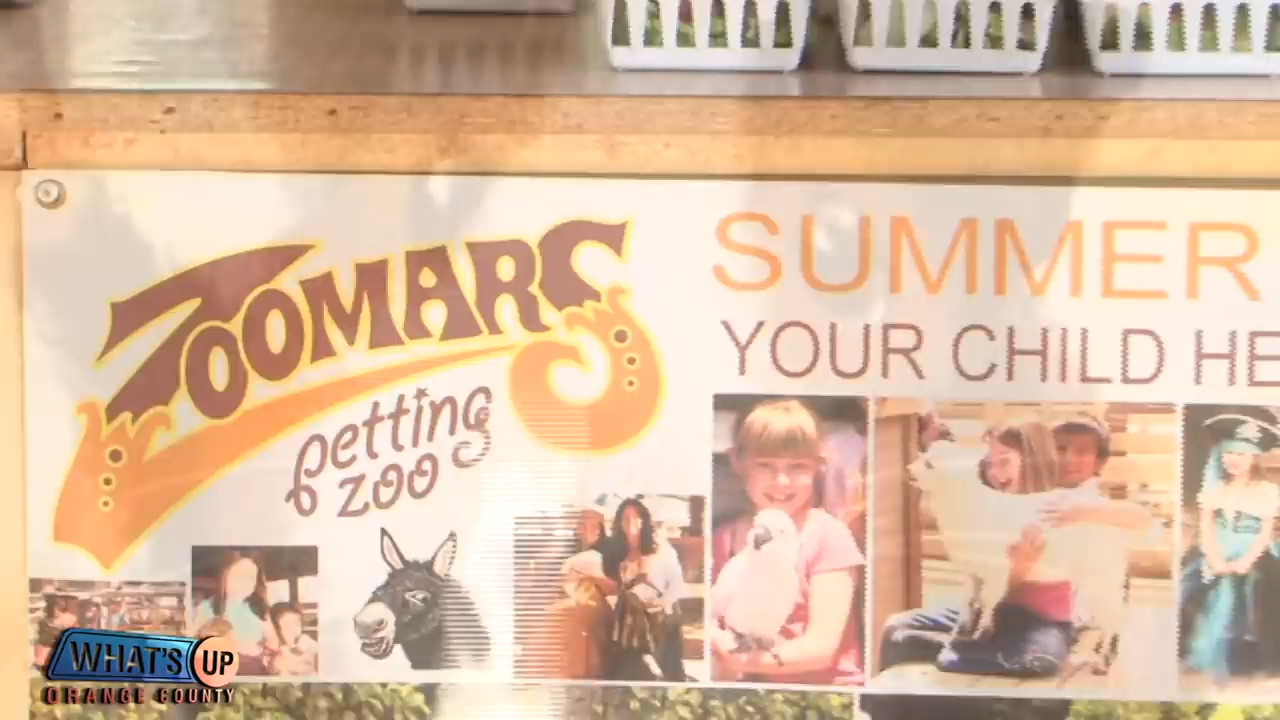 ZOOMARS
petting
ZOO
SUMMER
YOUR CHILD HE
WHAT'S UP
ORANGE COUNTY